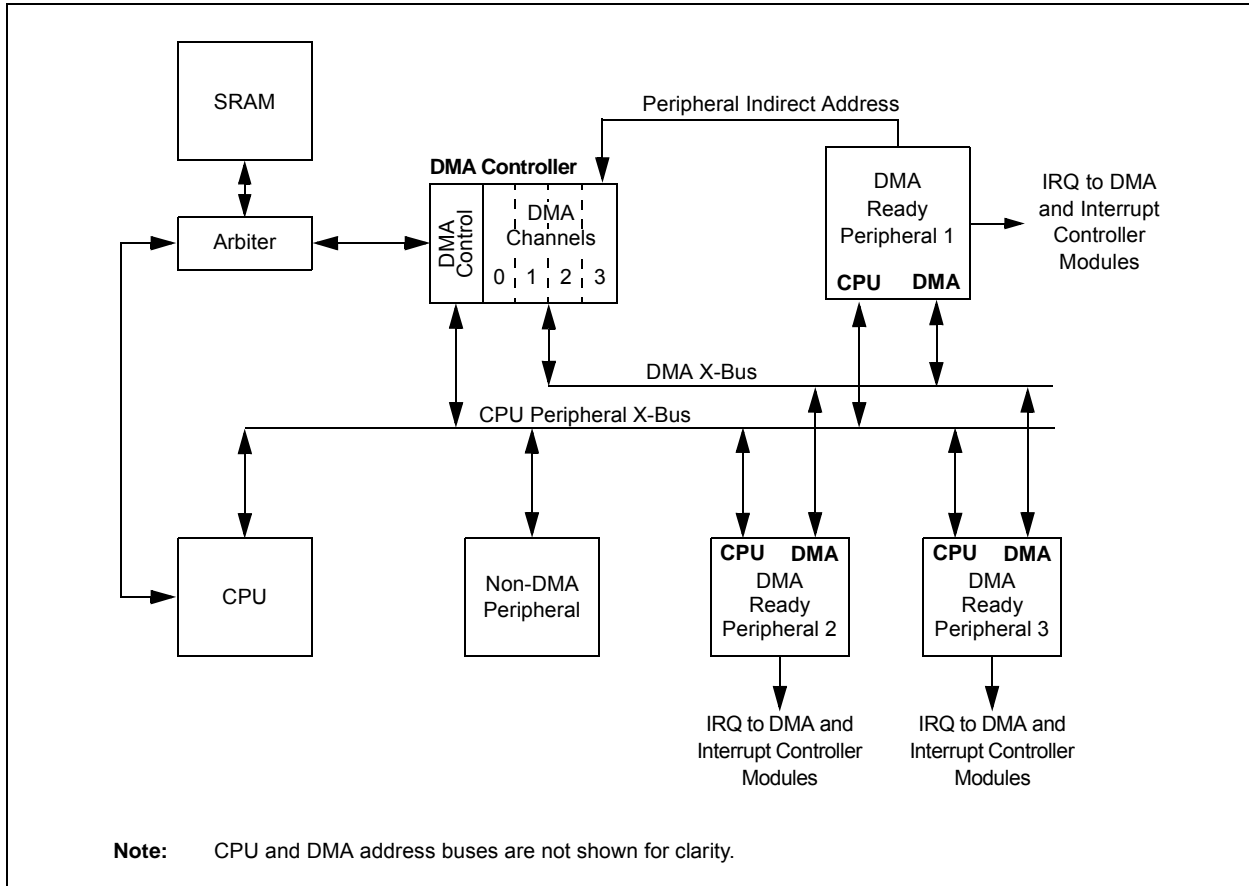 SRAM
Peripheral Indirect Address
DMA Controller
DMA
Ready
Peripheral 1
CPU DMA
IRQ to DMA
and Interrupt
Controller
Modules
Arbiter
DMA
Control
DMA
Channels
0 1 2 3
DMA X-Bus
CPU Peripheral X-Bus
CPU
Non-DMA
Peripheral
CPU DMA
DMA
Ready
Peripheral 2
CPU DMA
DMA
Ready
Peripheral 3
IRQ to DMA and
Interrupt Controller
Modules
IRQ to DMA and
Interrupt Controller
Modules
Note: CPU and DMA address buses are not shown for clarity.